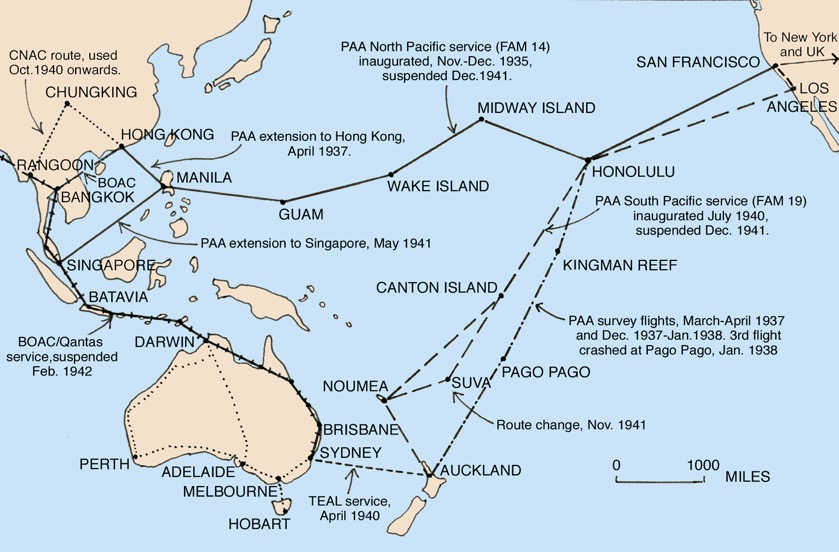 CNAC route, used
Oct.1940 onwards.
CHUNGKING
PAA North Pacific service (FAM 14)
inaugurated, Nov.-Dec. 1935,
suspended Dec.1941.
To New York
and UK
SAN FRANCISCO
LOS
ANGELES
MIDWAY ISLAND
HONG KONG
PAA extension to Hong Kong,
April 1937.
RANGOON
BOAC
BANGKOK
MANILA
HONOLULU
WAKE ISLAND
GUAM
PAA South Pacific service (FAM 19)
inaugurated July 1940,
suspended Dec. 1941.
PAA extension to Singapore, May 1941
SINGAPORE
KINGMAN REEF
CANTON ISLAND
BATAVIA
BOAC/Qantas
service,suspended
Feb. 1942
DARWIN
PAA survey flights, March-April 1937
and Dec. 1937-Jan.1938. 3rd flight
crashed at Pago Pago, Jan. 1938
PAGO PAGO
NOUMEA
SUVA
Route change, Nov. 1941
BRISBANE
SYDNEY
PERTH
ADELAIDE
AUCKLAND
MELBOURNE
TEAL service,
April 1940
HOBART
0 1000 MILES